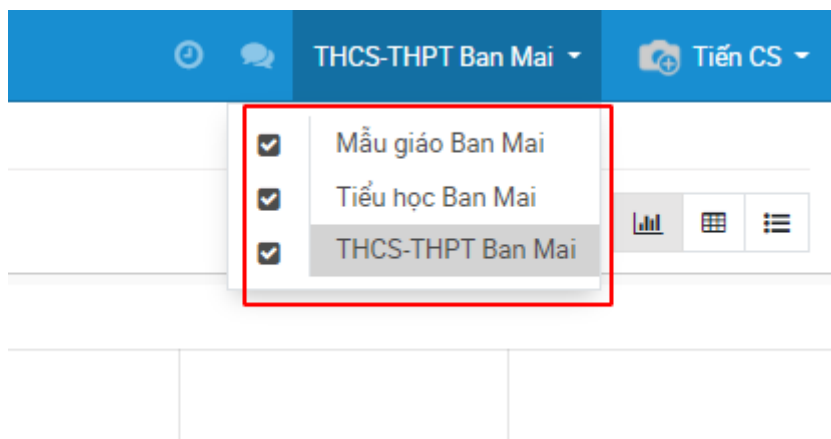 THCS-THPT Ban Mai
Tiến CS
Mẫu giáo Ban Mai
Tiểu học Ban Mai
THCS-THPT Ban Mai